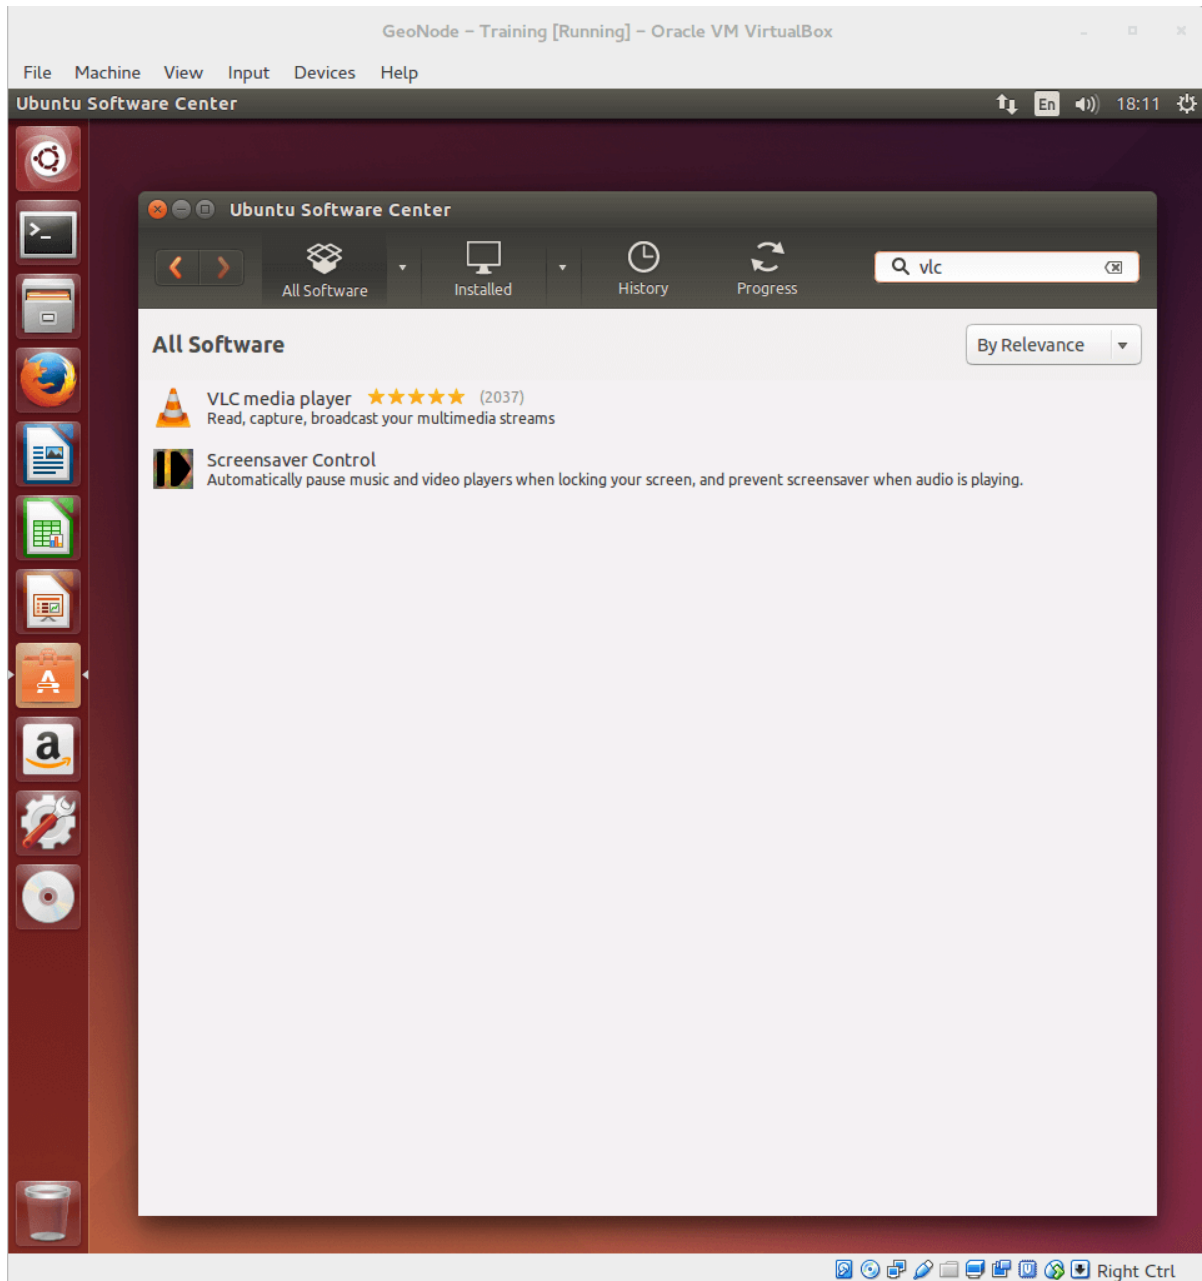 GeoNode – Training [Running] – Oracle VM VirtualBox
File Machine View Input Devices Help
Ubuntu Software Center En 18:11
Ubuntu Software Center
All Software Installed History Progress vlc
All Software By Relevance
VLC media player (2037)
Read, capture, broadcast your multimedia streams
Screensaver Control
Automatically pause music and video players when locking your screen, and prevent screensaver when audio is playing.
Right Ctrl